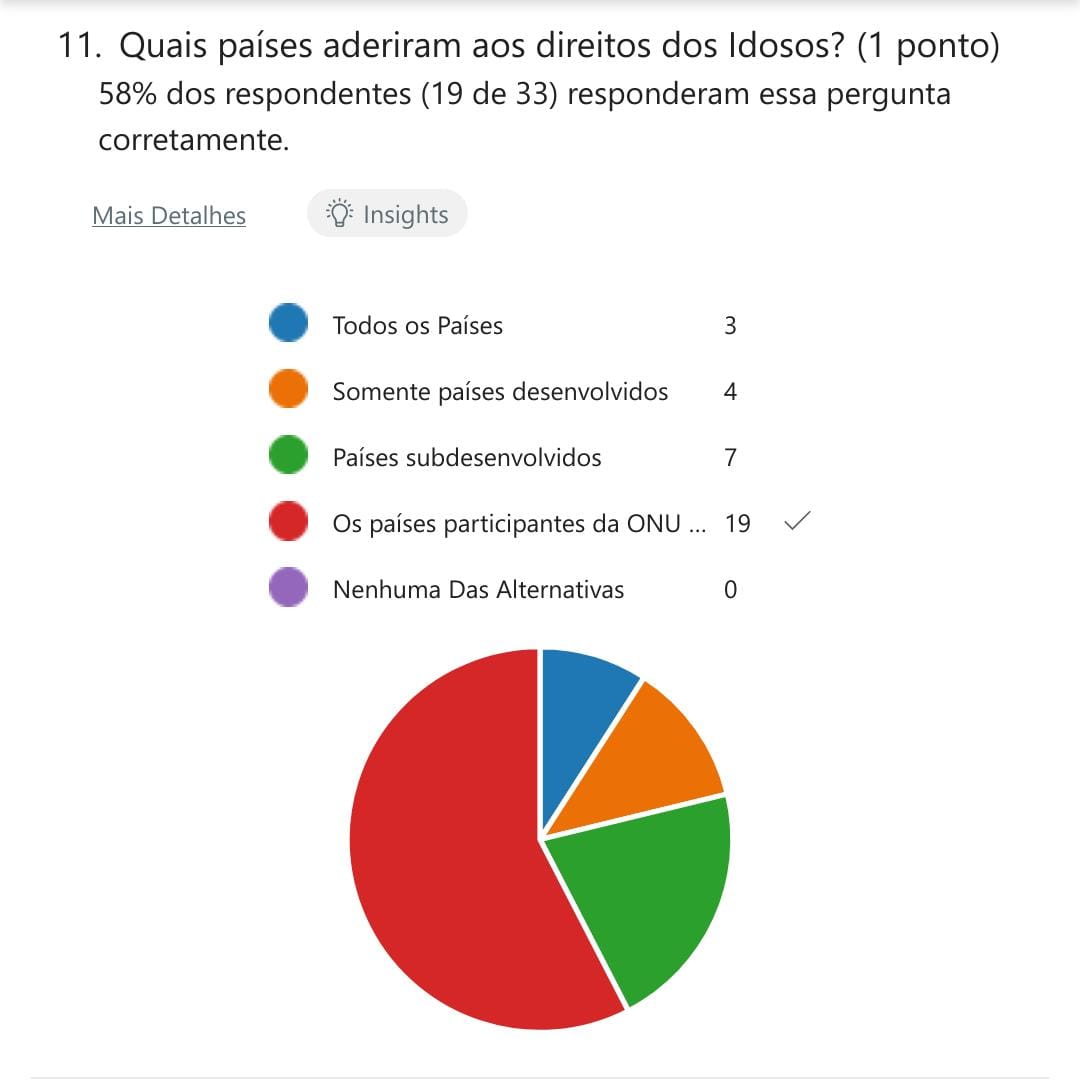 11. Quais países aderiram aos direitos dos Idosos? (1 ponto)
58% dos respondentes (19 de 33) responderam essa pergunta
corretamente.
Mais Detalhes Insights
Todos os Países 3
Somente países desenvolvidos 4
Países subdesenvolvidos 7
Os países participantes da ONU ... 19
Nenhuma Das Alternativas 0